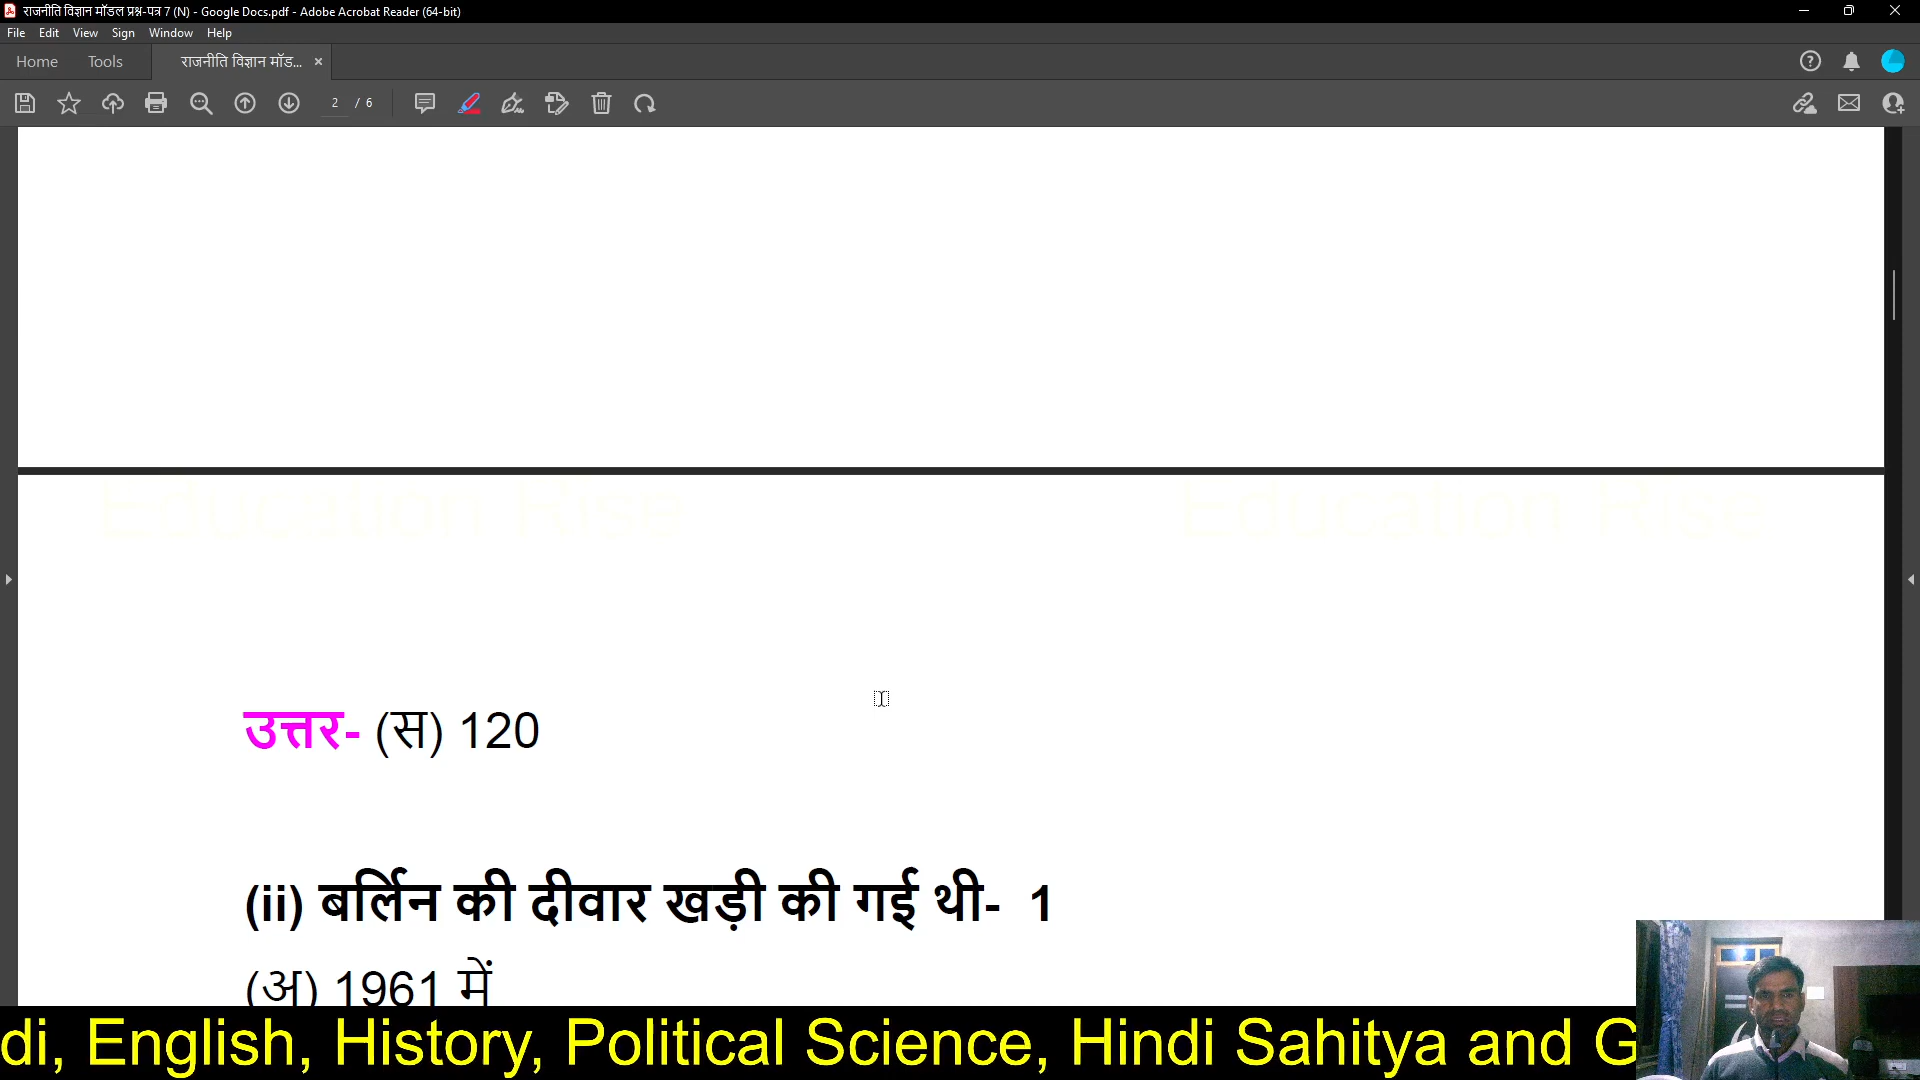 राजनीति विज्ञान मॉडल प्रश्न-पत्र 7 (N) - Google Docs.pdf - Adobe Acrobat Reader (64-bit)
File Edit View Sign Window Help
Home Tools राजनीति विज्ञान मॉड...
2 / 6
Education Rise Education Rise
उत्तर- (स) 120
(ii) बर्लिन की दीवार खड़ी की गई थी- 1
(अ) 1961 में
di, English, History, Political Science, Hindi Sahitya and G